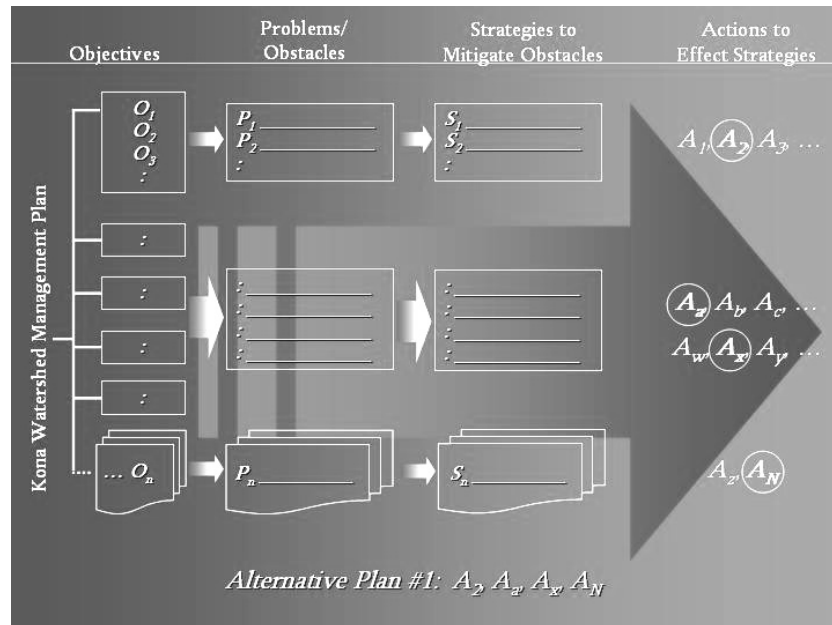 Objectives
Problems/
Obstacles
Strategies to
Mitigate Obstacles
Actions to
Effect Strategies
Kona Watershed Management Plan
O1
O2
O3
:
P1
P2
:
S1
S2
:
A1, A2, A3, ...
:
:
:
:
:
:
:
:
:
:
:
:
Aa, Ab, Ac, ...
Aw, Ax, Ay, ...
... On
Pn
Sn
Az, AN
Alternative Plan #1: A2, Aa, Ax, AN